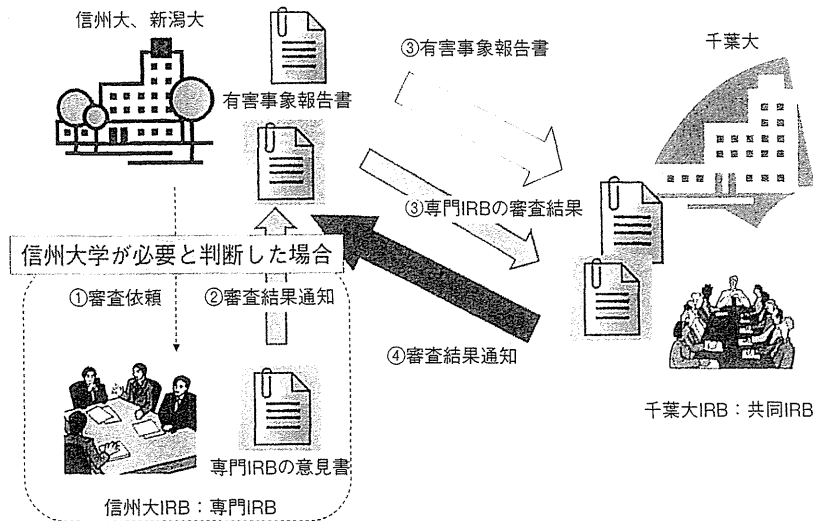 信州大、新潟大
有害事象報告書
③有害事象報告書
千葉大
③専門IRBの審査結果
信州大学が必要と判断した場合
①審査依頼
②審査結果通知
④審査結果通知
専門IRBの意見書
信州大IRB：専門IRB
千葉大IRB：共同IRB